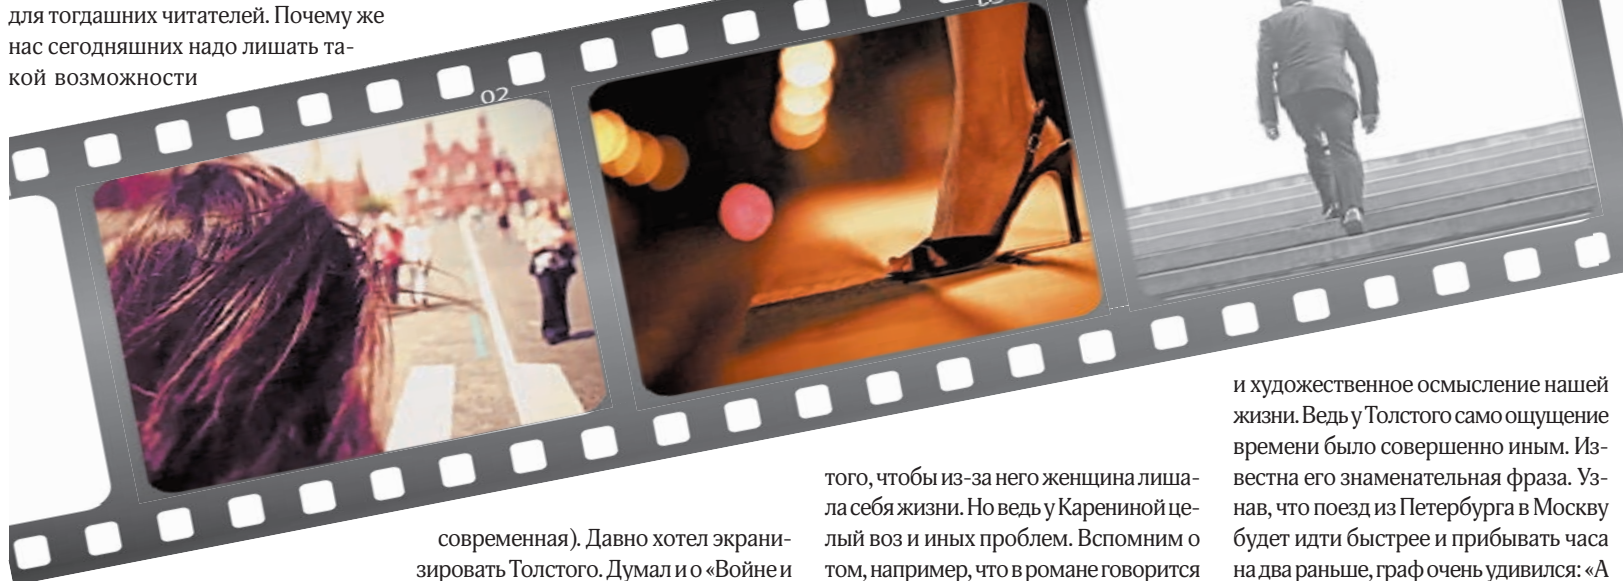 для тогдашних читателей. Почему же
нас сегодняшних надо лишать та-
кой возможности
02
современная). Давно хотел экрани-
зировать Толстого. Думал и о «Войне и
того, чтобы из-за него женщина лиша-
ла себя жизни. Но ведь у Карениной це-
лый воз и иных проблем. Вспомним о
том, например, что в романе говорится
и художественное осмысление нашей
жизни. Ведь у Толстого само ощущение
времени было совершенно иным. Из-
вестна его знаменательная фраза. Уз-
нав, что поезд из Петербурга в Москву
будет идти быстрее и прибывать часа
на два раньше, граф очень удивился: «А